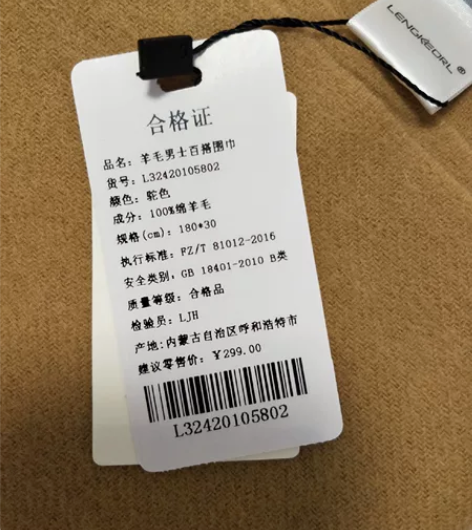 LENGKEORL®
合格证
品名：羊毛男士百搭围巾
货号：L32420105802
颜色：驼色
成分：100%绵羊毛
规格(cm)：180*30
执行标准：FZ/T 81012-2016
安全类别：GB 18401-2010 B类
质量等级：合格品
检验员：LJH
产地:内蒙古自治区呼和浩特市
建议零售价：￥299.00
L32420105802